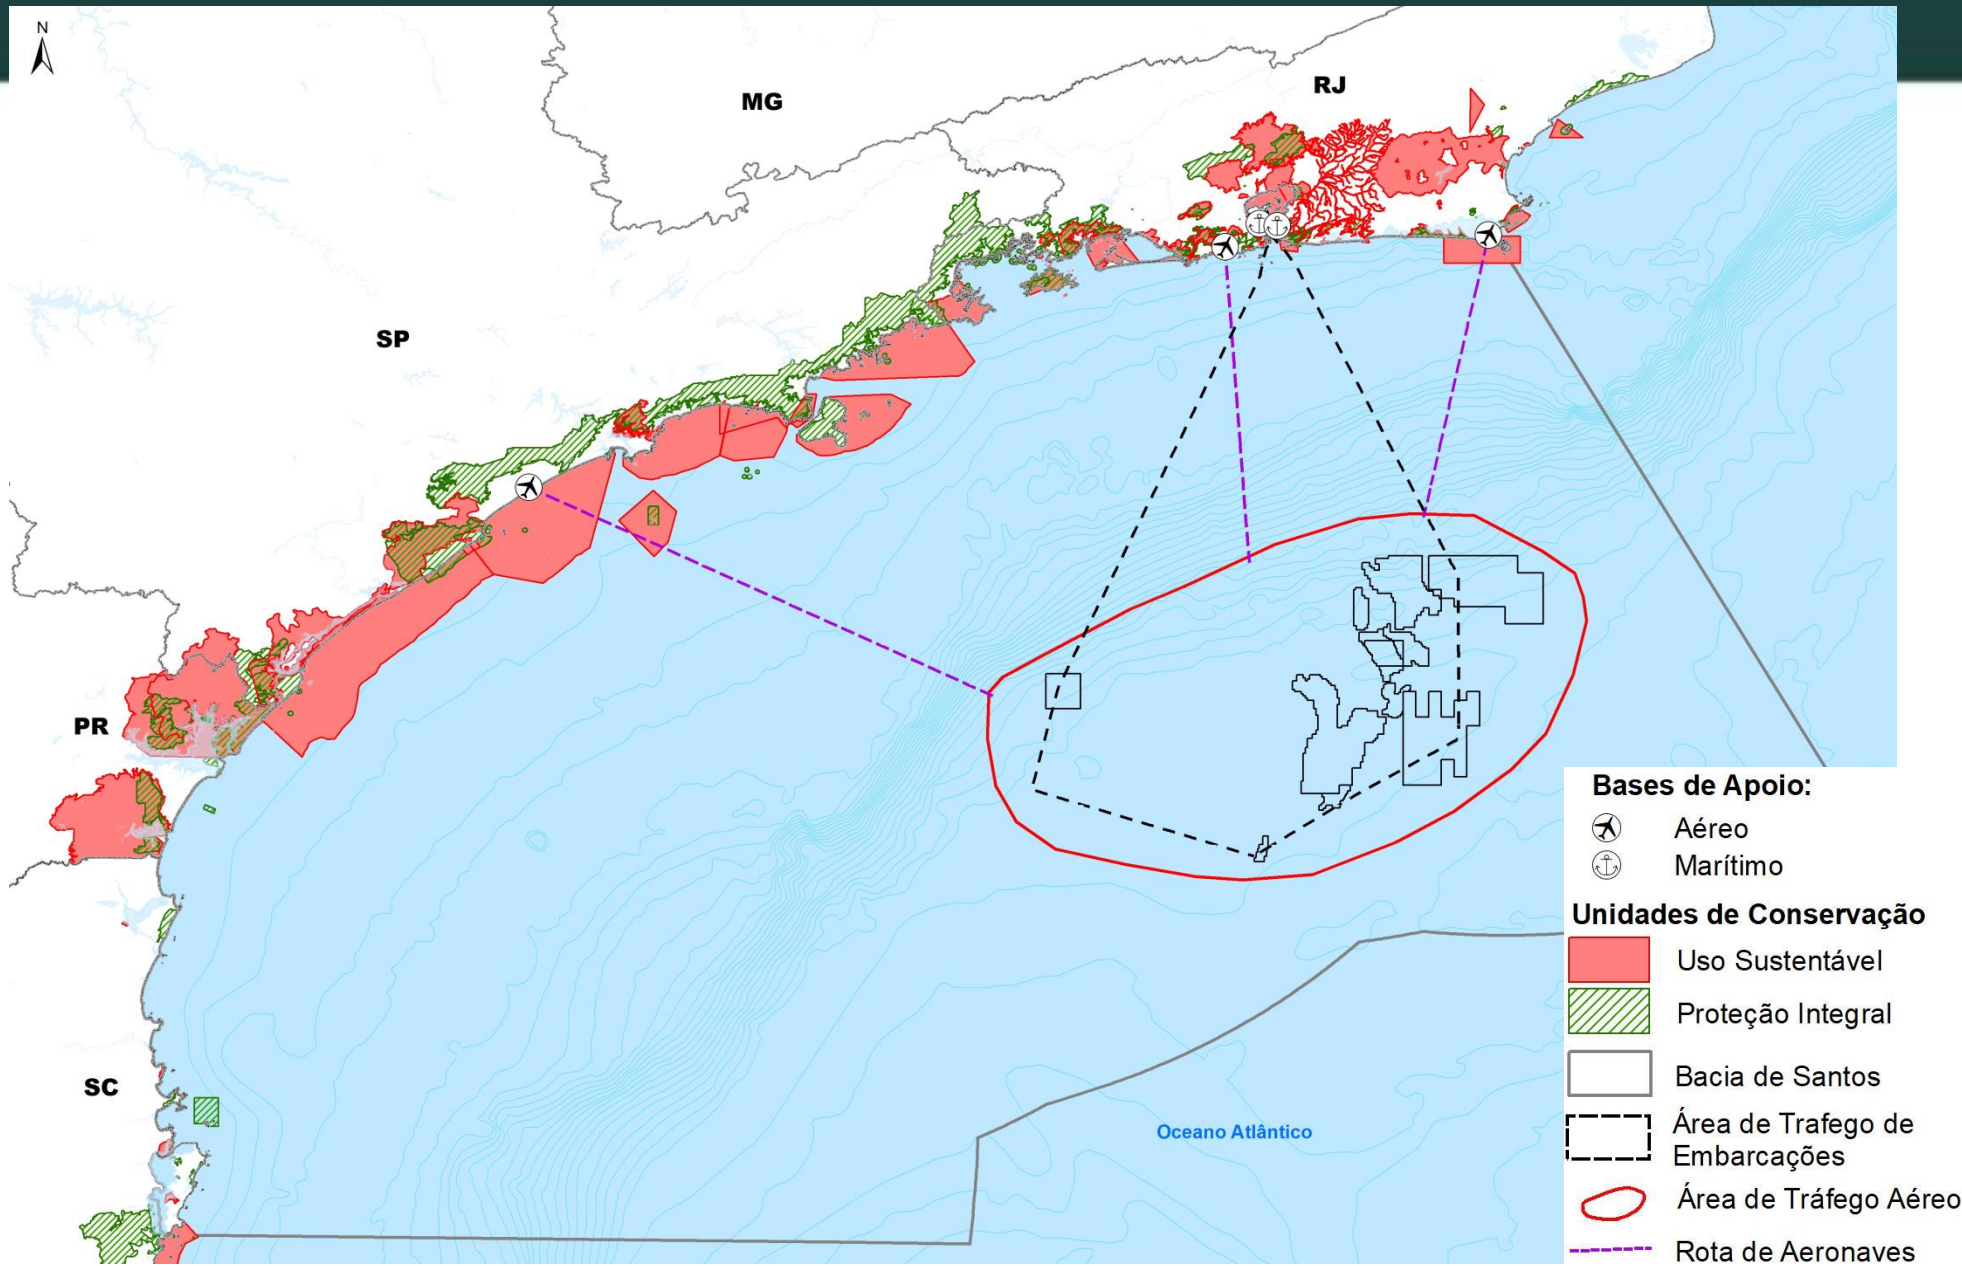 N
MG
RJ
SP
PR
SC
Oceano Atlântico
Bases de Apoio:
Aéreo
Marítimo
Unidades de Conservação
Uso Sustentável
Proteção Integral
Bacia de Santos
Área de Trafego de
Embarcações
Área de Tráfego Aéreo
Rota de Aeronaves